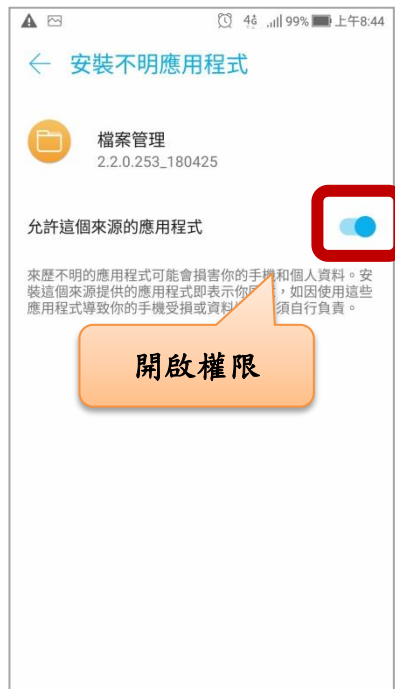 4G 99% 上午8:44
安裝不明應用程式
檔案管理
2.2.0.253_180425
允許這個來源的應用程式
來歷不明的應用程式可能會損害你的手機和個人資料。安
裝這個來源提供的應用程式即表示你同，如因使用這些
應用程式導致你的手機受損或資料須自行負責。
開啟權限